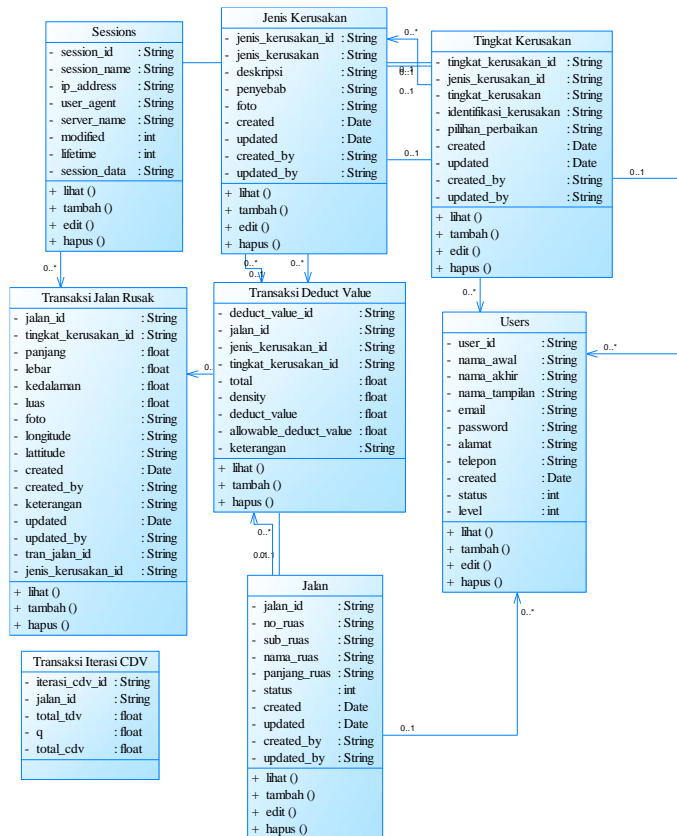 Sessions
- session_id : String
- session_name : String
- ip_address : String
- user_agent : String
- server_name : String
- modified : int
- lifetime : int
- session_data : String
+ lihat ()
+ tambah ()
+ edit ()
+ hapus ()
Jenis Kerusakan
- jenis_kerusakan_id : String
- jenis_kerusakan : String
- deskripsi : String
- penyebab : String
- foto : String
- created : Date
- updated : Date
- created_by : String
- updated_by : String
+ lihat ()
+ tambah ()
+ edit ()
+ hapus ()
0..*
0..1
0..1
0..1
Tingkat Kerusakan
- tingkat_kerusakan_id : String
- jenis_kerusakan_id : String
- tingkat_kerusakan : String
- identifikasi_kerusakan : String
- pilihan_perbaikan : String
- created : Date
- updated : Date
- created_by : String
- updated_by : String
+ lihat ()
+ tambah ()
+ edit ()
+ hapus ()
0..1
0..*
0..*
0..*
0..*
Transaksi Jalan Rusak
- jalan_id : String
- tingkat_kerusakan_id : String
- panjang : float
- lebar : float
- kedalaman : float
- luas : float
- foto : String
- longitude : String
- lattitude : String
- created : Date
- created_by : String
- keterangan : String
- updated : Date
- updated_by : String
- tran_jalan_id : String
- jenis_kerusakan_id : String
+ lihat ()
+ tambah ()
+ hapus ()
Transaksi Deduct Value
- deduct_value_id : String
- jalan_id : String
- jenis_kerusakan_id : String
- tingkat_kerusakan_id : String
- total : float
- density : float
- deduct_value : float
- allowable_deduct_value : float
- keterangan : String
+ lihat ()
+ tambah ()
+ hapus ()
Users
- user_id : String
- nama_awal : String
- nama_akhir : String
- nama_tampilan : String
- email : String
- password : String
- alamat : String
- telepon : String
- created : Date
- status : int
- level : int
+ lihat ()
+ tambah ()
+ edit ()
+ hapus ()
0..*
0..*
0..1
Jalan
- jalan_id : String
- no_ruas : String
- sub_ruas : String
- nama_ruas : String
- panjang_ruas : String
- status : int
- created : Date
- updated : Date
- created_by : String
- updated_by : String
+ lihat ()
+ tambah ()
+ edit ()
+ hapus ()
Transaksi Iterasi CDV
- iterasi_cdv_id : String
- jalan_id : String
- total_tdv : float
- q : float
- total_cdv : float